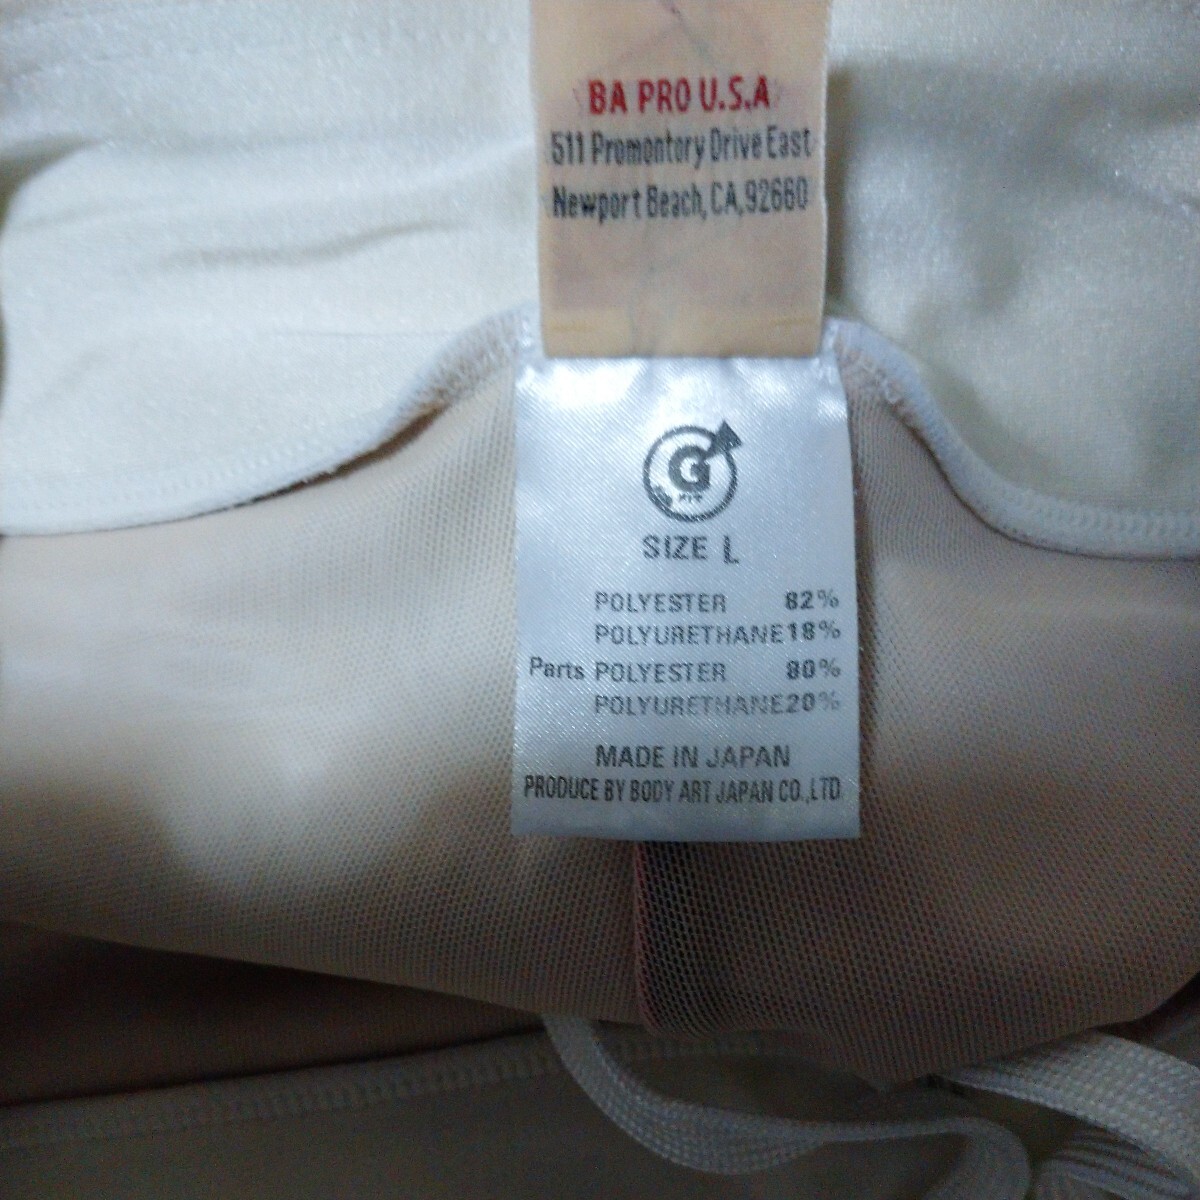 BA PRO U.S.A
511 Promontory Drive East
Newport Beach, CA, 92660
G
SIZE L
POLYESTER 82%
POLYURETHANE 18%
Parts POLYESTER 80%
POLYURETHANE 20%
MADE IN JAPAN
PRODUCE BY BODY ART JAPAN CO.,LTD